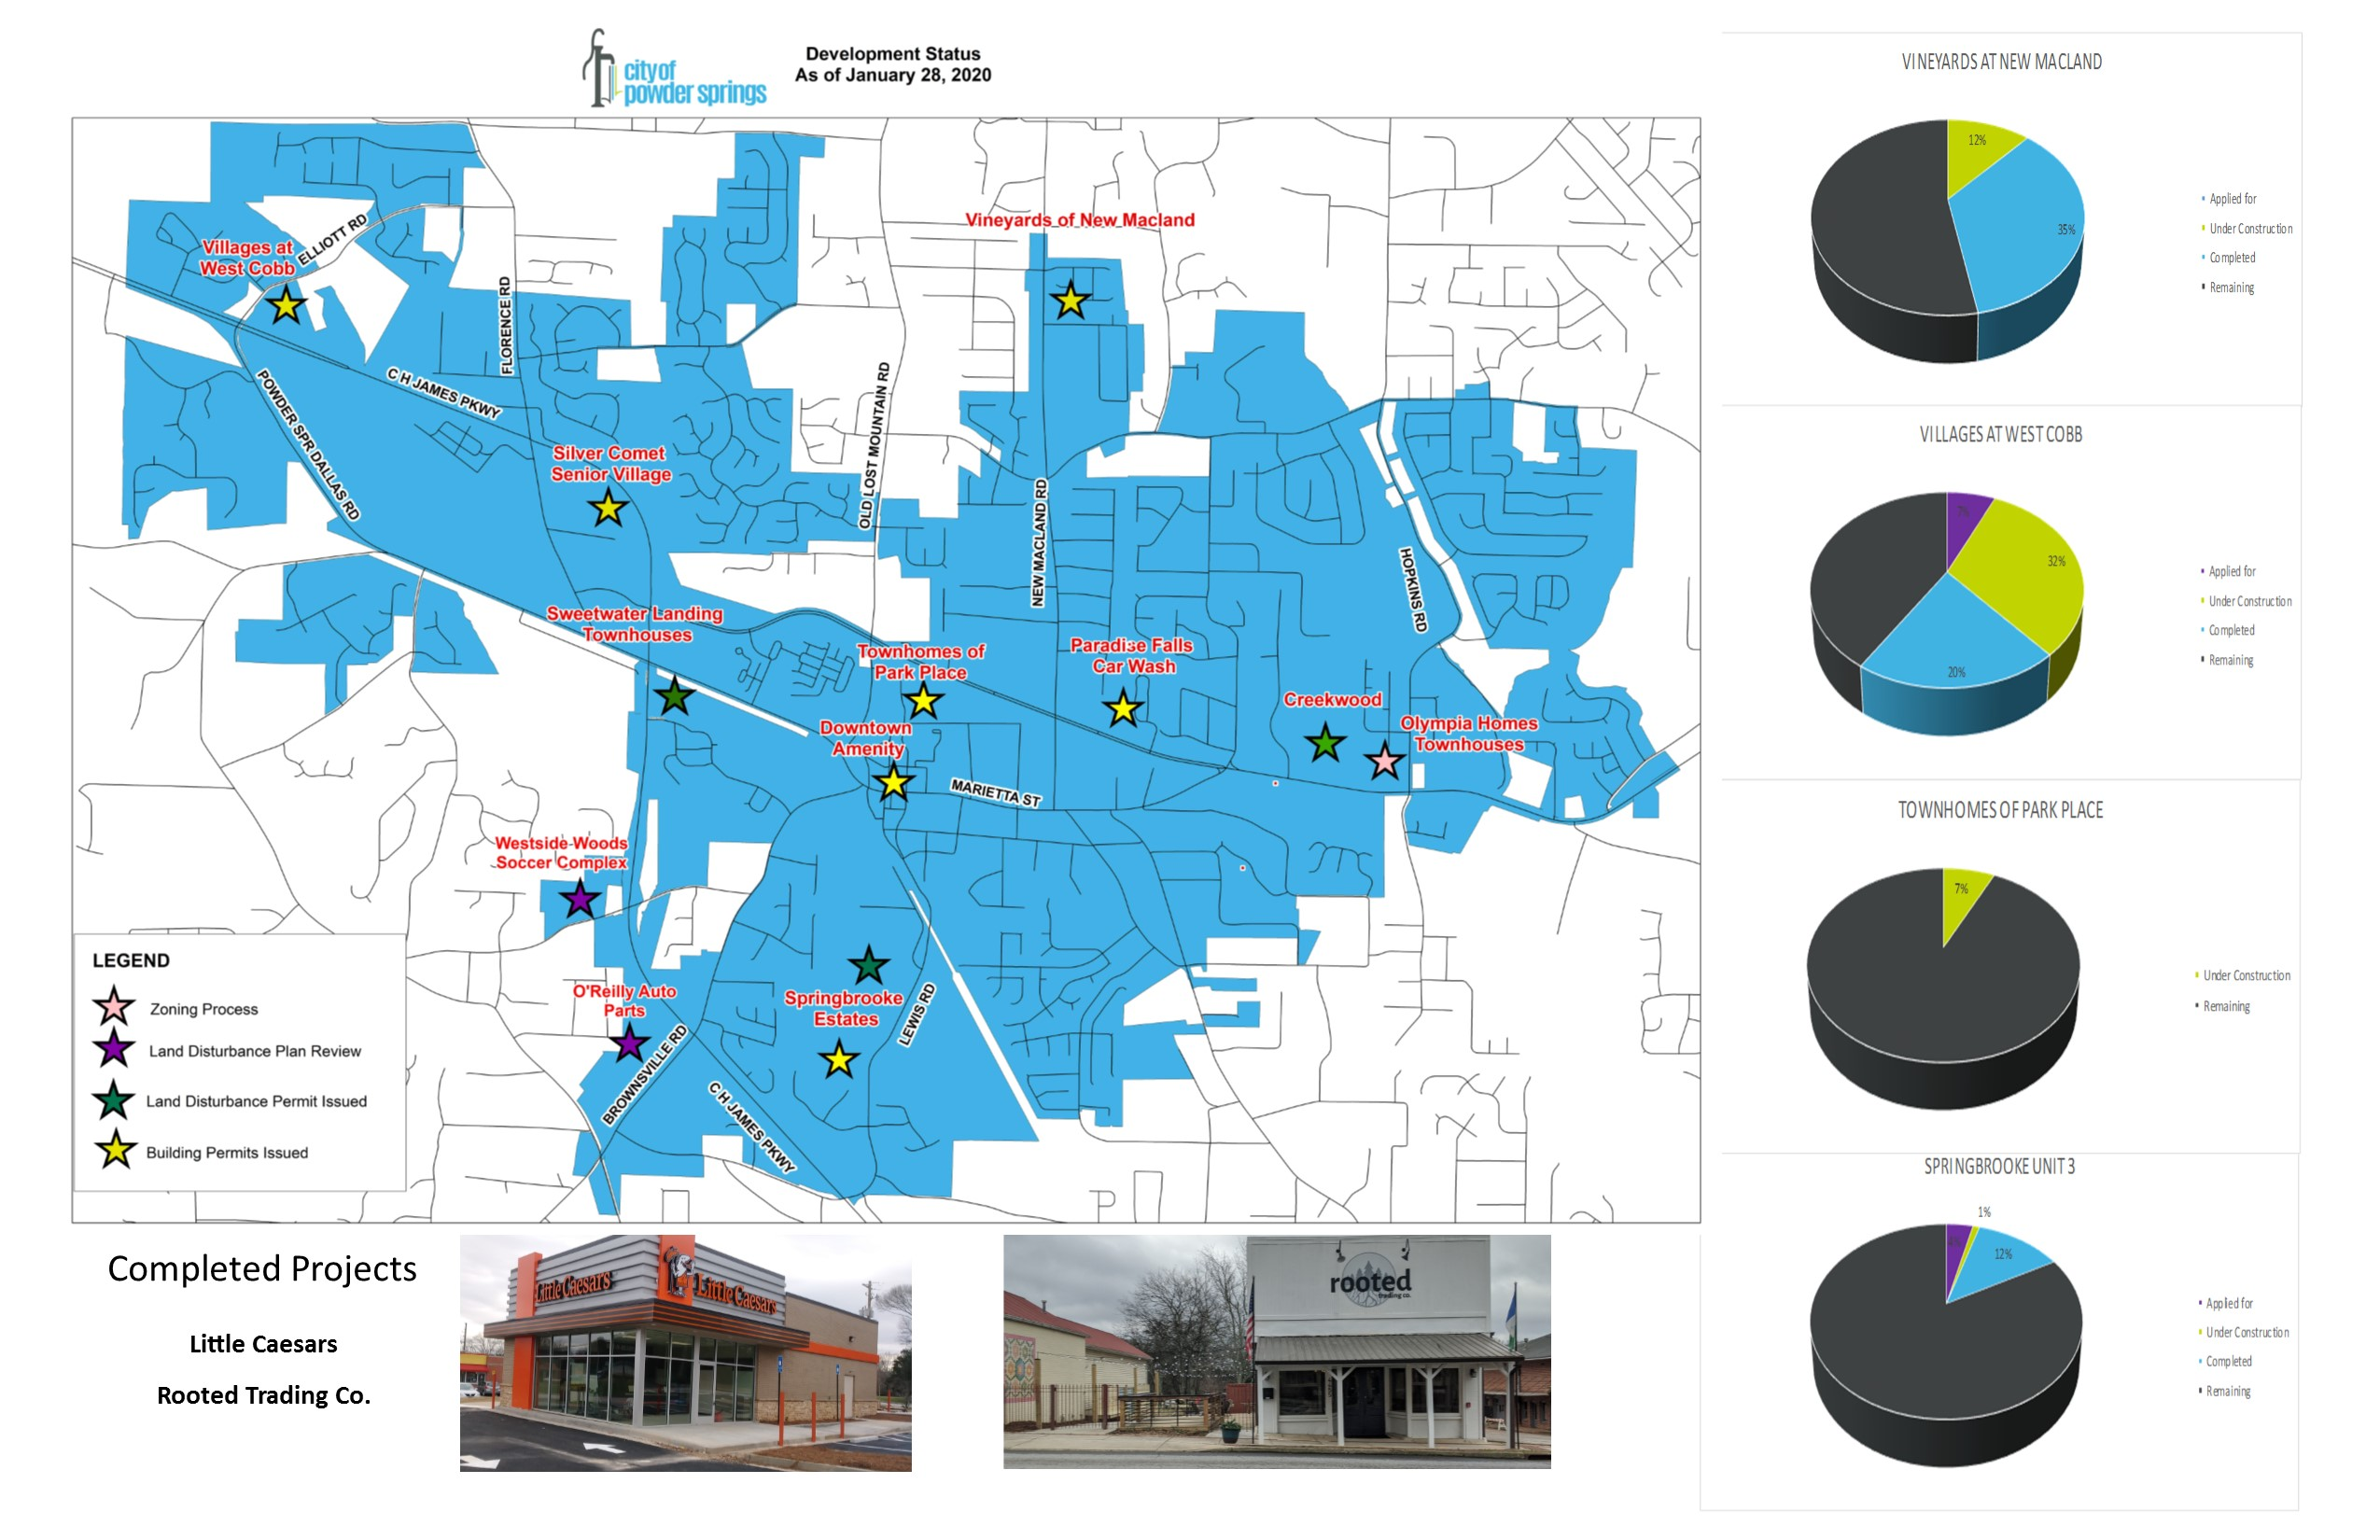 city of
powder springs
Development Status
As of January 28, 2020
Villages at
West Cobb
ELLIOTT RD
FLORENCE RD
C H JAMES PKWY
POWDER SPR DALLAS RD
Silver Comet
Senior Village
OLD LOST MOUNTAIN RD
Vineyards of New Macland
NEW MACLAND RD
HOPKINS RD
Sweetwater Landing
Townhouses
Townhomes of
Park Place
Paradise Falls
Car Wash
Downtown
Amenity
Creekwood
Olympia Homes
Townhouses
MARIETTA ST
Westside Woods
Soccer Complex
O'Reilly Auto
Parts
Springbrooke
Estates
LEWIS RD
BROWNSVILLE RD
C H JAMES PKWY
LEGEND
Zoning Process
Land Disturbance Plan Review
Land Disturbance Permit Issued
Building Permits Issued
VINEYARDS AT NEW MACLAND
12%
35%
Applied for
Under Construction
Completed
Remaining
VILLAGES AT WEST COBB
7%
32%
20%
Applied for
Under Construction
Completed
Remaining
TOWNHOMES OF PARK PLACE
7%
Under Construction
Remaining
SPRINGBROOKE UNIT 3
1%
12%
Applied for
Under Construction
Completed
Remaining
Completed Projects
Little Caesars
Rooted Trading Co.
Little Caesars
Little Caesars
rooted
trading co.